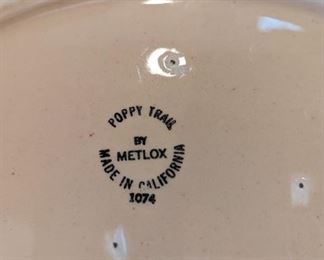 POPPY TRAIL
BY
METLOX
MADE IN CALIFORNIA
1074